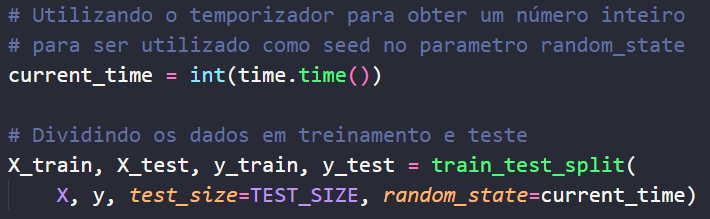 # Utilizando o temporizador para obter um número inteiro
# para ser utilizado como seed no parametro random_state
current_time = int(time.time())
# Dividindo os dados em treinamento e teste
X_train, X_test, y_train, y_test = train_test_split(
X, y, test_size=TEST_SIZE, random_state=current_time)